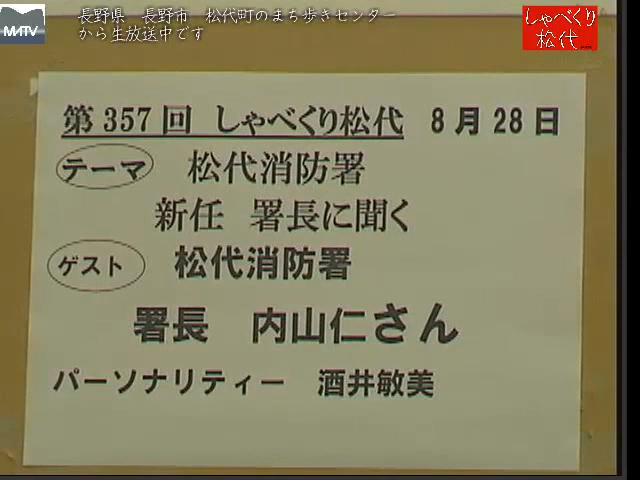 MATV
長野県　長野市　松代町のまち歩きセンター
から生放送中です
しゃべくり
松代
第357回　しゃべくり松代　8月28日
テーマ　松代消防署
新任　署長に聞く
ゲスト　松代消防署
署長　内山仁さん
パーソナリティー　酒井敏美